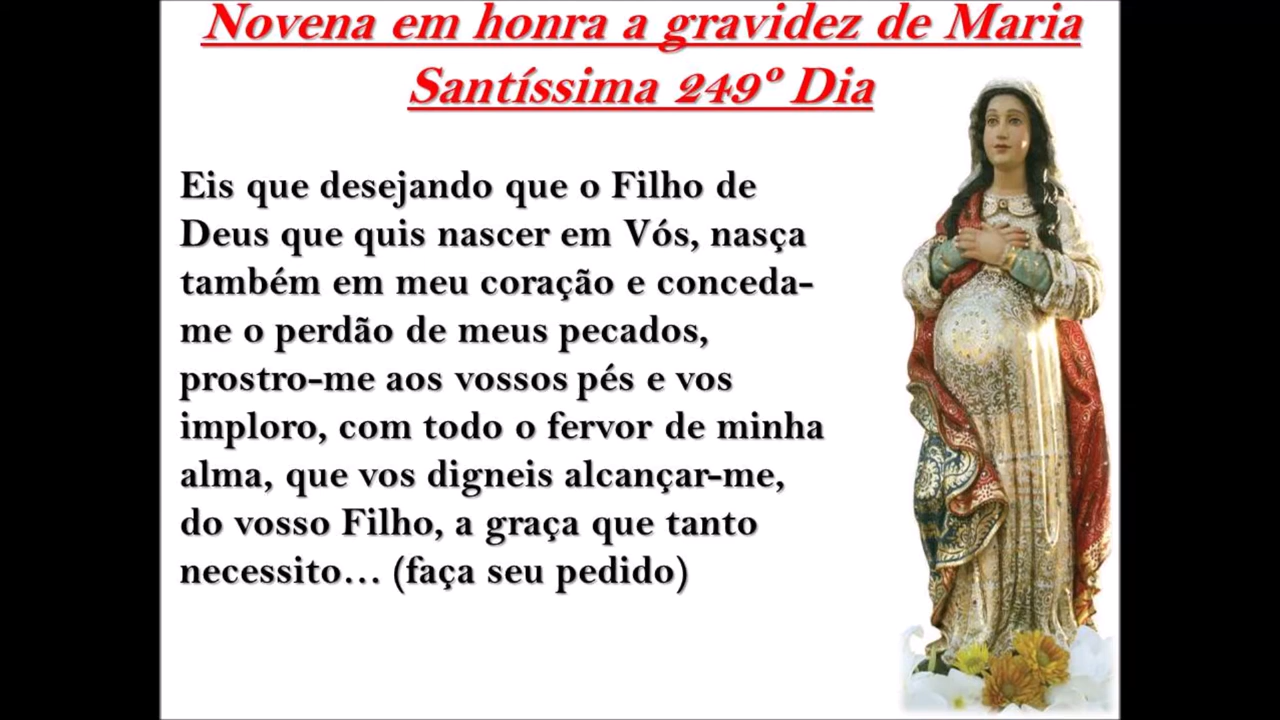 Novena em honra a gravidez de Maria
Santíssima 249º Dia
Eis que desejando que o Filho de
Deus que quis nascer em Vós, nasça
também em meu coração e conceda-
me o perdão de meus pecados,
prostro-me aos vossos pés e vos
imploro, com todo o fervor de minha
alma, que vos digneis alcançar-me,
do vosso Filho, a graça que tanto
necessito... (faça seu pedido)